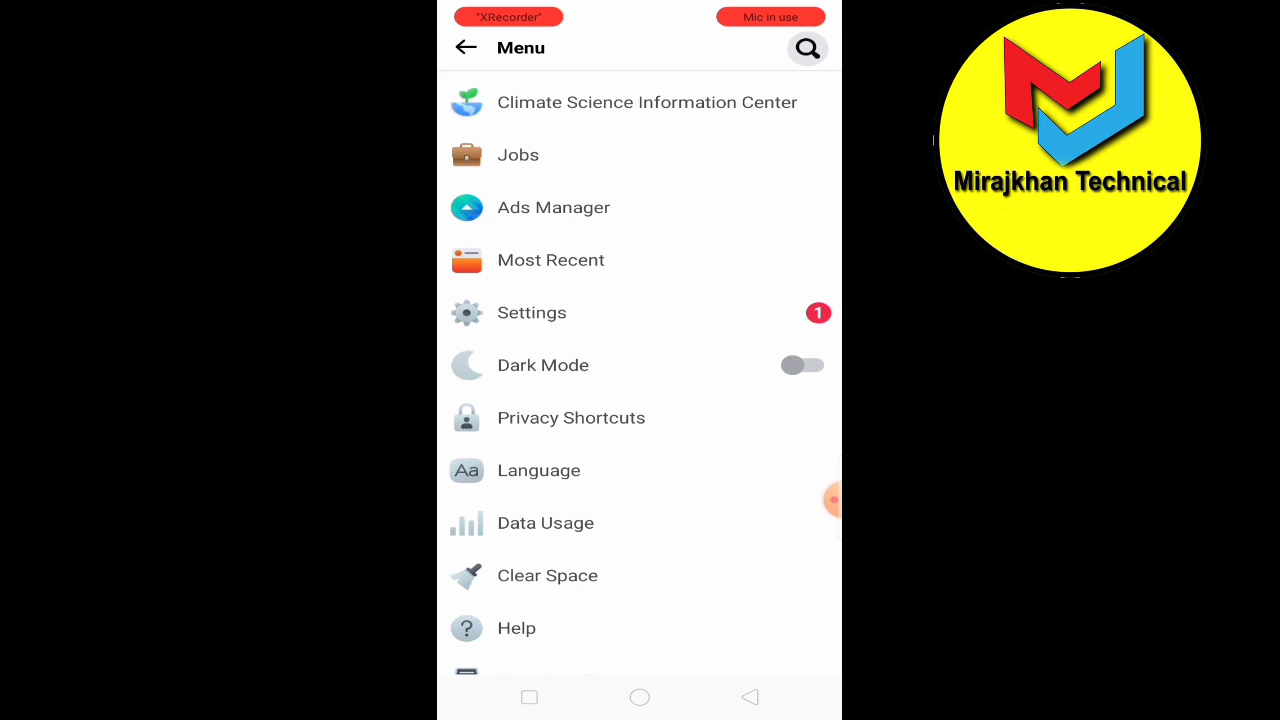 "XRecorder"
Mic in use
Menu
Climate Science Information Center
Jobs
Ads Manager
Most Recent
Settings
1
Dark Mode
Privacy Shortcuts
Aa
Language
Data Usage
Clear Space
?
Help
Mirajkhan Technical